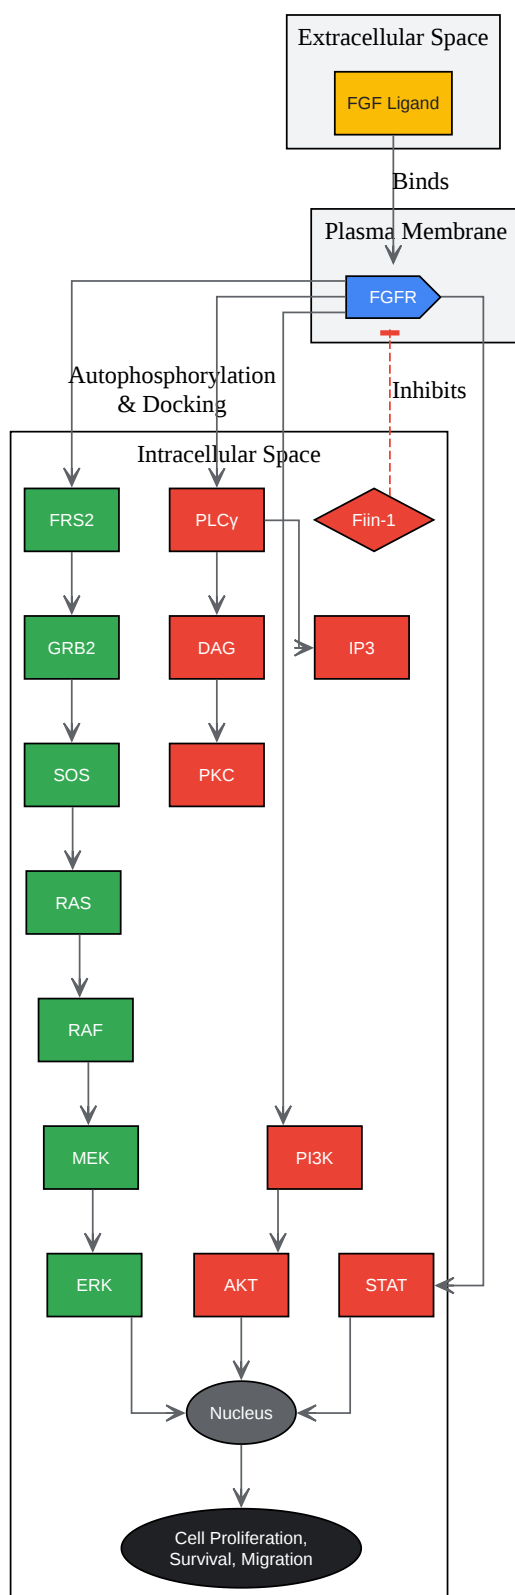 Extracellular Space
FGF Ligand
Binds
Plasma Membrane
FGFR
Autophosphorylation
& Docking
Inhibits
Intracellular Space
FRS2
PLCγ
Fiin-1
GRB2
DAG
IP3
SOS
PKC
RAS
RAF
MEK
PI3K
ERK
AKT
STAT
Nucleus
Cell Proliferation,
Survival, Migration